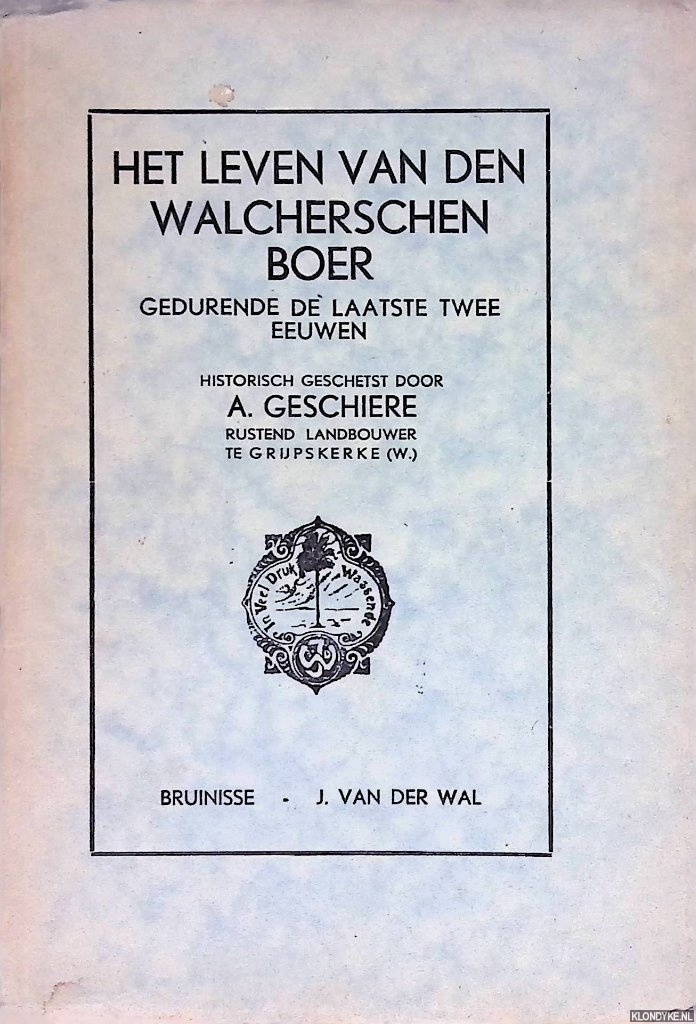 HET LEVEN VAN DEN
WALCHERSCHEN
BOER
GEDURENDE DE LAATSTE TWEE
EEUWEN
HISTORISCH GESCHETST DOOR
A. GESCHIERE
RUSTEND LANDBOUWER
TE GRIJPSKERKE (W.)
In Veel Druk Wassende
BRUINISSE - J. VAN DER WAL
KLONDYKE.NL